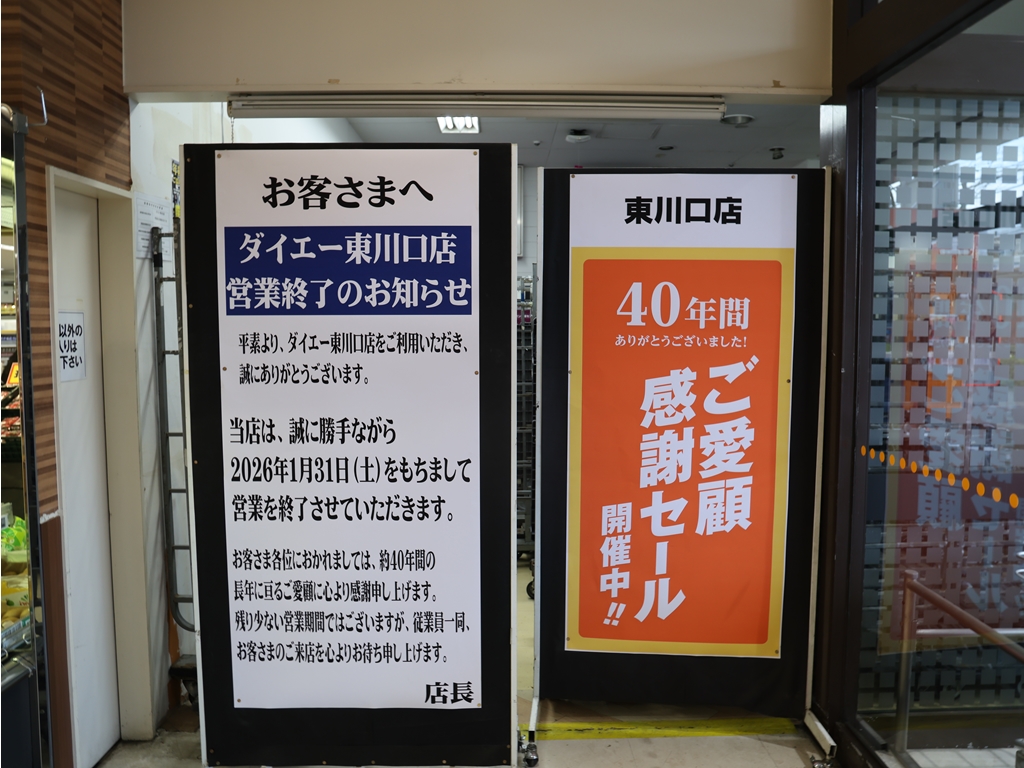 お客さまへ
ダイエー東川口店
営業終了のお知らせ
平素より、ダイエー東川口店をご利用いただき、
誠にありがとうございます。
当店は、誠に勝手ながら
2026年1月31日(土)をもちまして
営業を終了させていただきます。
お客さま各位におかれましては、約40年間の
長年に亘るご愛顧に心より感謝申し上げます。
残り少ない営業期間ではございますが、従業員一同、
お客さまのご来店を心よりお待ち申し上げます。
店長
東川口店
40年間
ありがとうございました!
ご愛顧
感謝セール
開催中!!
以外の
入りは
下さい